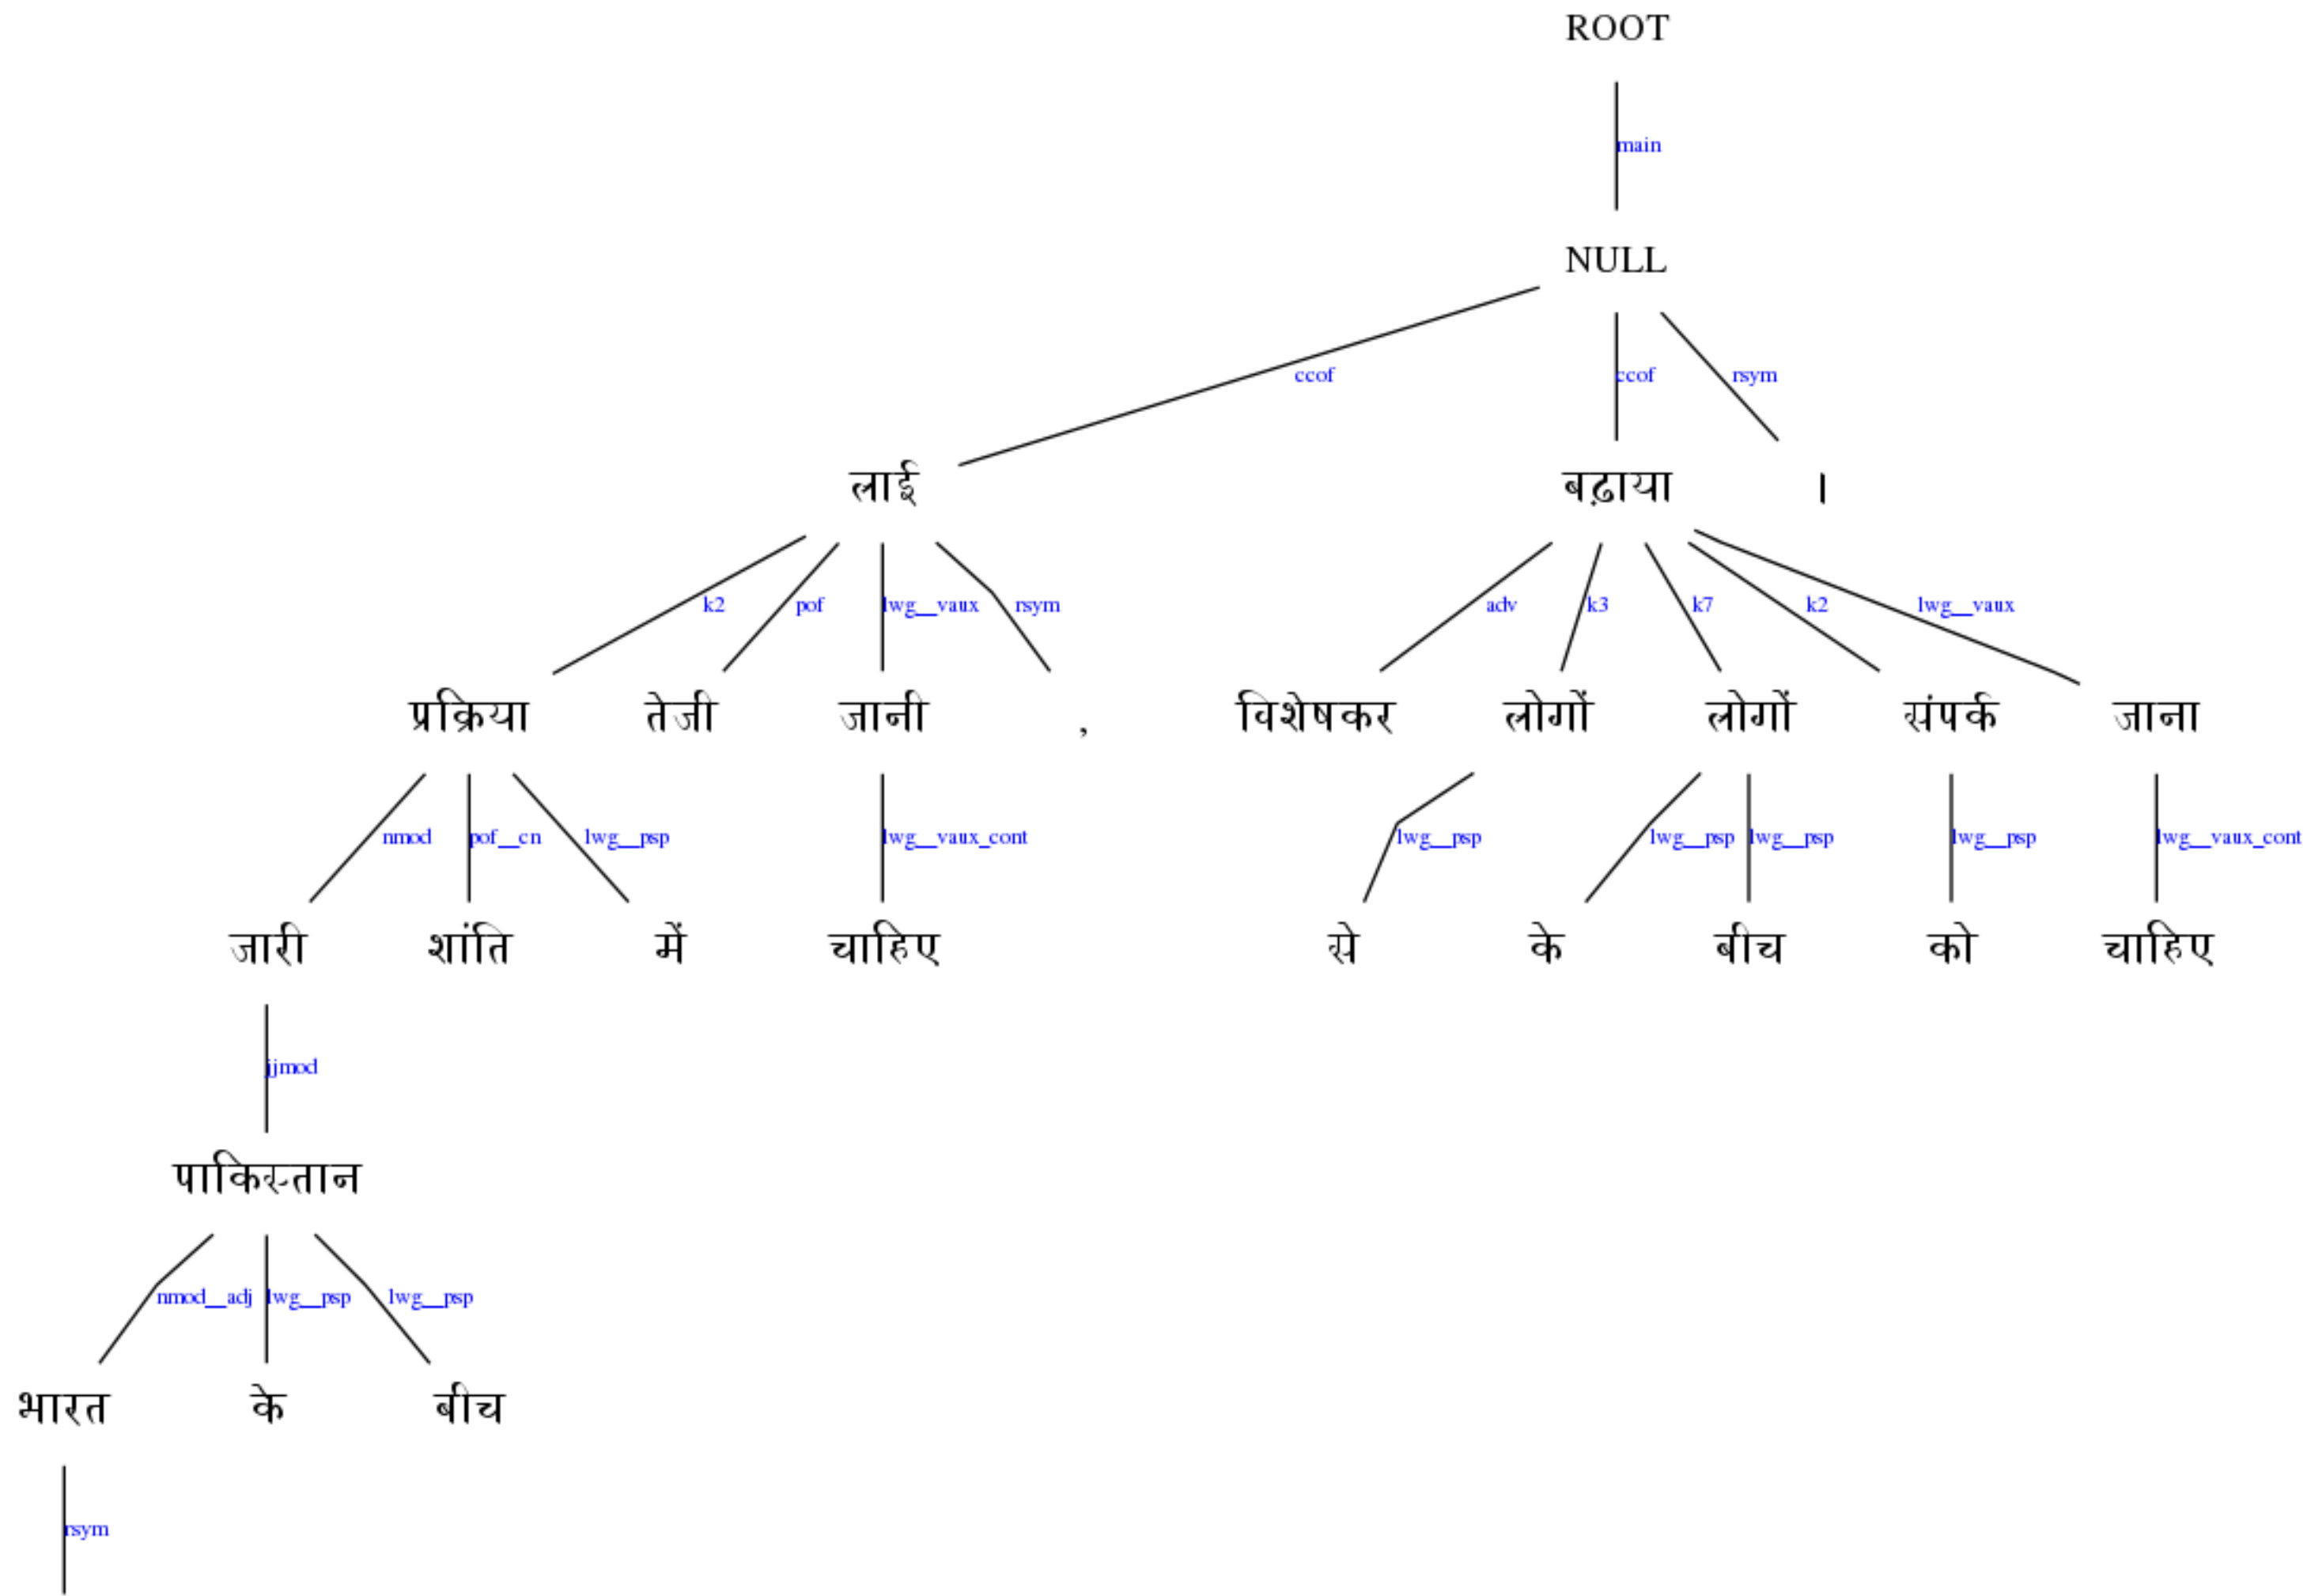 ROOT
main
NULL
ccof ccof rsym
लाई बढ़ाया ।
k2 pof lwg__vaux rsym adv k3 k7 k2 lwg__vaux
प्रक्रिया तेजी जानी , विशेषकर लोगों लोगों संपर्क जाना
nmod pof__cn lwg__psp lwg__vaux_cont lwg__psp lwg__psp lwg__psp lwg__psp lwg__vaux_cont
जारी शांति में चाहिए से के बीच को चाहिए
jjmod
पाकिस्तान
nmod__adj lwg__psp lwg__psp
भारत के बीच
rsym